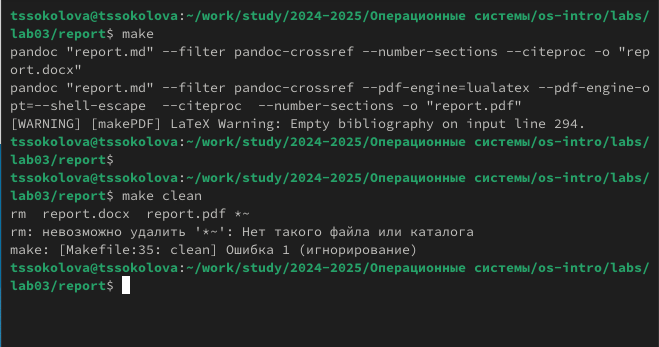 tssokolova@tssokolova:~/work/study/2024-2025/Операционные системы/os-intro/labs/
lab03/report$ make
pandoc "report.md" --filter pandoc-crossref --number-sections --citeproc -o "rep
ort.docx"
pandoc "report.md" --filter pandoc-crossref --pdf-engine=lualatex --pdf-engine-o
pt=--shell-escape  --citeproc  --number-sections -o "report.pdf"
[WARNING] [makePDF] LaTeX Warning: Empty bibliography on input line 294.
tssokolova@tssokolova:~/work/study/2024-2025/Операционные системы/os-intro/labs/
lab03/report$
tssokolova@tssokolova:~/work/study/2024-2025/Операционные системы/os-intro/labs/
lab03/report$ make clean
rm  report.docx  report.pdf *~
rm: невозможно удалить '*~': Нет такого файла или каталога
make: [Makefile:35: clean] Ошибка 1 (игнорирование)
tssokolova@tssokolova:~/work/study/2024-2025/Операционные системы/os-intro/labs/
lab03/report$